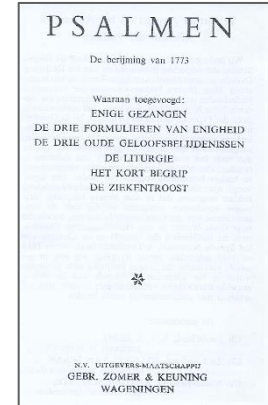 PSALMEN
De berijming van 1773
Waaraan toegevoegd:
ENIGE GEZANGEN
DE DRIE FORMULIEREN VAN ENIGHEID
DE DRIE OUDE GELOOFSBELIJDENISSEN
DE LITURGIE
HET KORT BEGRIP
DE ZIEKENTROOST
N.V. UITGEVERS-MAATSCHAPPIJ
GEBR. ZOMER & KEUNING
WAGENINGEN